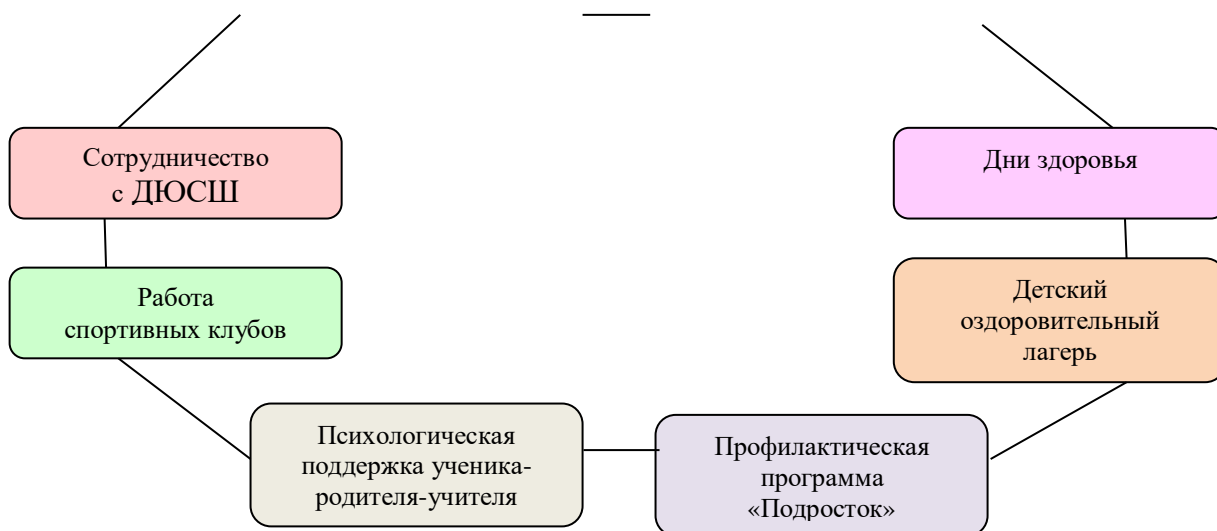 Сотрудничество
с ДЮСШ
Дни здоровья
Работа
спортивных клубов
Детский
оздоровительный
лагерь
Психологическая
поддержка ученика-
родителя-учителя
Профилактическая
программа
«Подросток»